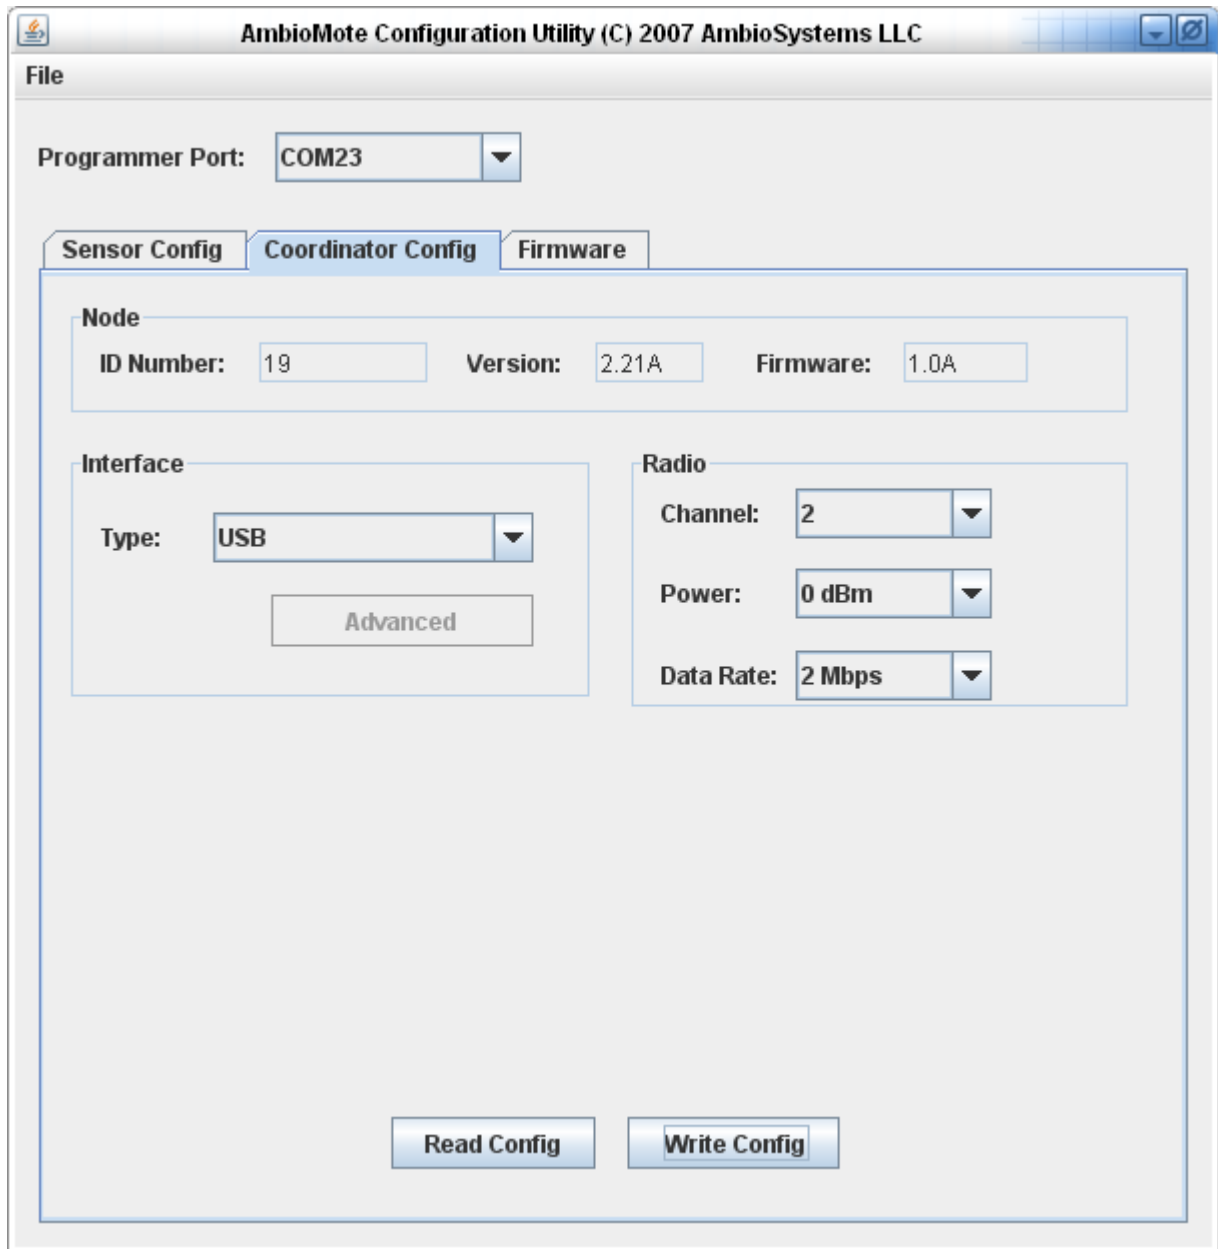 AmbioMote Configuration Utility (C) 2007 AmbioSystems LLC
File
Programmer Port: COM23
Sensor Config Coordinator Config Firmware
Node
ID Number: 19 Version: 2.21A Firmware: 1.0A
Interface
Type: USB
Advanced
Radio
Channel: 2
Power: 0 dBm
Data Rate: 2 Mbps
Read Config Write Config